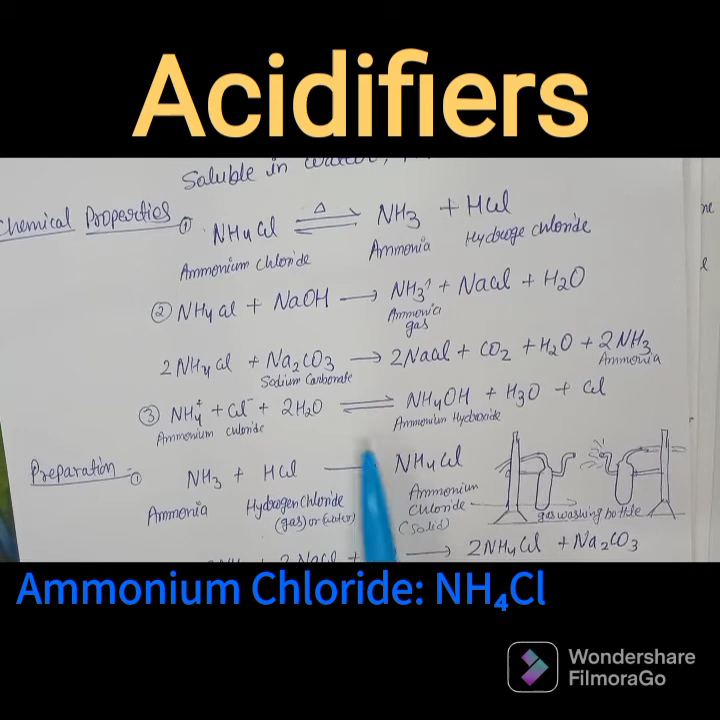 Acidifiers
Soluble in water,
Chemical Properties ① NH4Cl ⇌ Δ NH3 + HCl
Ammonium Chloride Ammonia Hydroge chloride
② NH4Cl + NaOH → NH3↑ + NaCl + H2O
Ammonia
gas
2NH4Cl + Na2CO3 → 2NaCl + CO2 + H2O + 2NH3
Sodium Carbonate Ammonia
③ NH4+ + Cl- + 2H2O ⇌ NH4OH + H3O + Cl
Ammonium chloride Ammonium Hydroxide
Preparation - ① NH3 + HCl → NH4Cl
Ammonia Hydrogen Chloride Ammonium
(gas) or (water) Chloride
(Solid)
gas washing bottle
2NaCl + → 2NH4Cl + Na2CO3
Ammonium Chloride: NH₄Cl
Wondershare
FilmoraGo